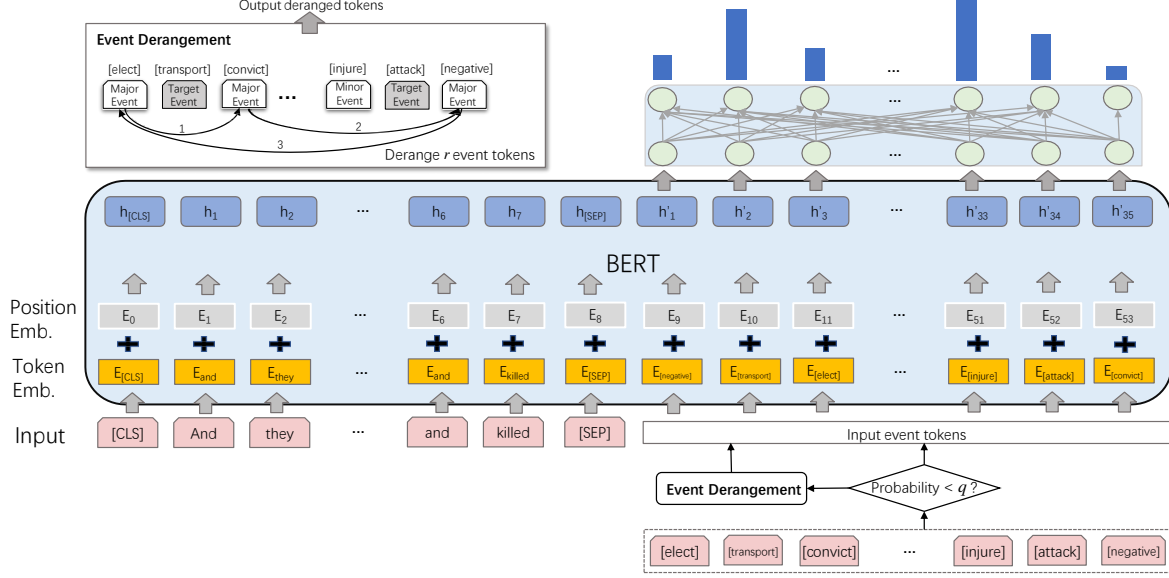 Output deranged tokens
Event Derangement
[elect] [transport] [convict] [injure] [attack] [negative]
Major Event Target Event Major Event ... Minor Event Target Event Major Event
1 2
3
Derange r event tokens
...
...
h[CLS] h1 h2 ... h6 h7 h[SEP] h'1 h'2 h'3 ... h'33 h'34 h'35
BERT
Position Emb. E0 E1 E2 ... E6 E7 E8 E9 E10 E11 ... E51 E52 E53
Token Emb. E[CLS] Eand Ethey ... Eand Ekilled E[SEP] E[negative] E[transport] E[elect] ... E[injure] E[attack] E[convict]
Input [CLS] And they ... and killed [SEP] Input event tokens
Event Derangement Probability < q ?
[elect] [transport] [convict] ... [injure] [attack] [negative]